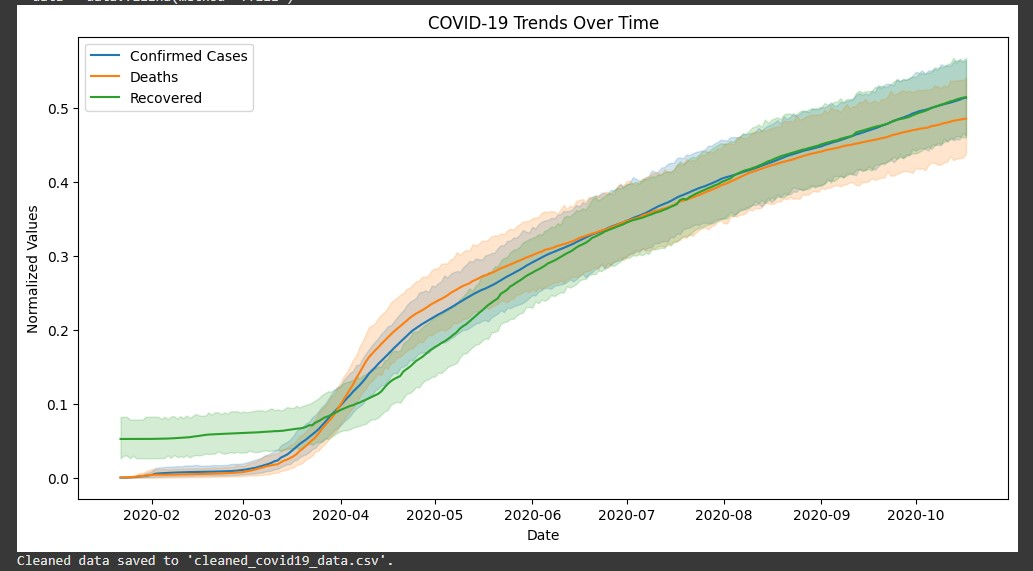 COVID-19 Trends Over Time
Confirmed Cases
Deaths
Recovered
Normalized Values
0.5
0.4
0.3
0.2
0.1
0.0
2020-02 2020-03 2020-04 2020-05 2020-06 2020-07 2020-08 2020-09 2020-10
Date
Cleaned data saved to 'cleaned_covid19_data.csv'.